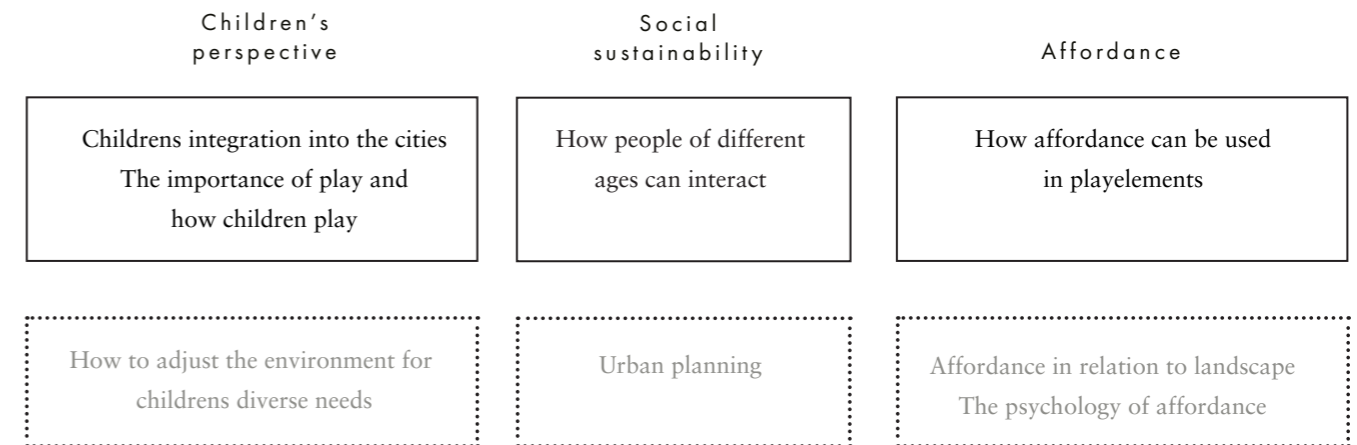 Children's
perspective
Social
sustainability
Affordance
Childrens integration into the cities
The importance of play and
how children play
How people of different
ages can interact
How affordance can be used
in playelements
How to adjust the environment for
childrens diverse needs
Urban planning
Affordance in relation to landscape
The psychology of affordance